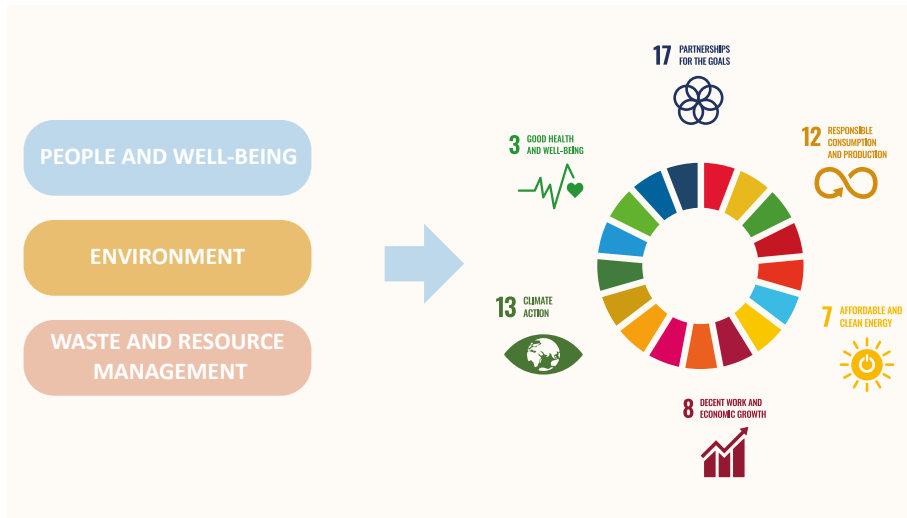 PEOPLE AND WELL-BEING
ENVIRONMENT
WASTE AND RESOURCE
MANAGEMENT
17 PARTNERSHIPS
FOR THE GOALS
3 GOOD HEALTH
AND WELL-BEING
12 RESPONSIBLE
CONSUMPTION
AND PRODUCTION
13 CLIMATE
ACTION
7 AFFORDABLE AND
CLEAN ENERGY
8 DECENT WORK AND
ECONOMIC GROWTH